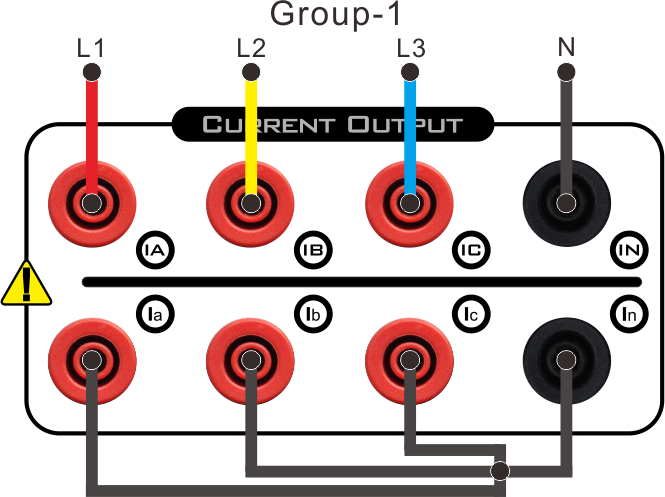 Group-1
L1 L2 L3 N
CURRENT OUTPUT
IA IB IC IN
!
Ia Ib Ic In